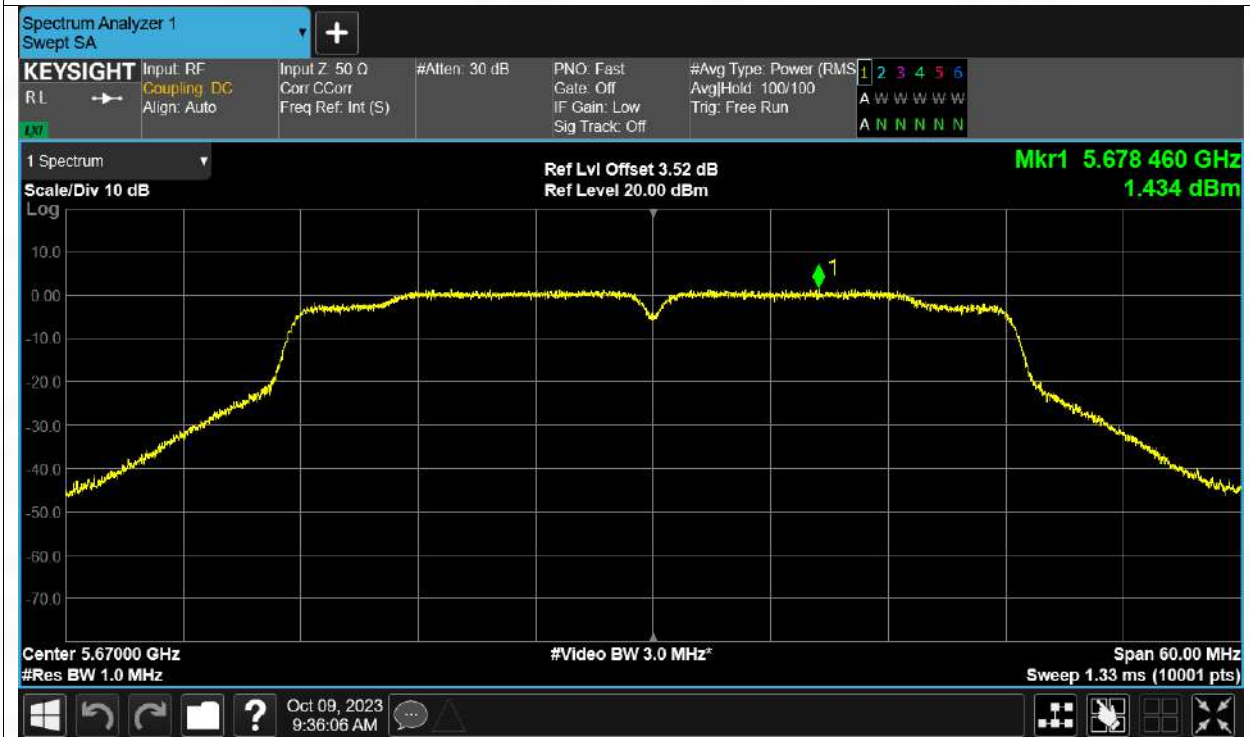 Spectrum Analyzer 1
Swept SA
+
KEYSIGHT
RL
LXI
Input: RF
Coupling: DC
Align: Auto
Input Z: 50 Ω
Corr CCorr
Freq Ref: Int (S)
#Atten: 30 dB
PNO: Fast
Gate: Off
IF Gain: Low
Sig Track: Off
#Avg Type: Power (RMS
Avg|Hold: 100/100
Trig: Free Run
1 2 3 4 5 6
A W W W W W
A N N N N N
1 Spectrum
Scale/Div 10 dB
Log
Ref Lvl Offset 3.52 dB
Ref Level 20.00 dBm
Mkr1 5.678 460 GHz
1.434 dBm
10.0
0.00
-10.0
-20.0
-30.0
-40.0
-50.0
-60.0
-70.0
1
Center 5.67000 GHz
#Res BW 1.0 MHz
#Video BW 3.0 MHz*
Span 60.00 MHz
Sweep 1.33 ms (10001 pts)
?
Oct 09, 2023
9:36:06 AM